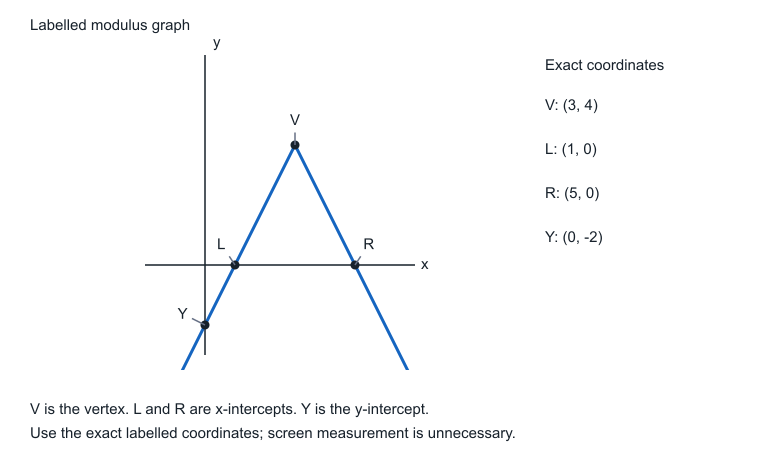 Labelled modulus graph
y
Exact coordinates
V: (3, 4)
V
L: (1, 0)
R: (5, 0)
L
R
Y: (0, -2)
x
Y
V is the vertex. L and R are x-intercepts. Y is the y-intercept.
Use the exact labelled coordinates; screen measurement is unnecessary.